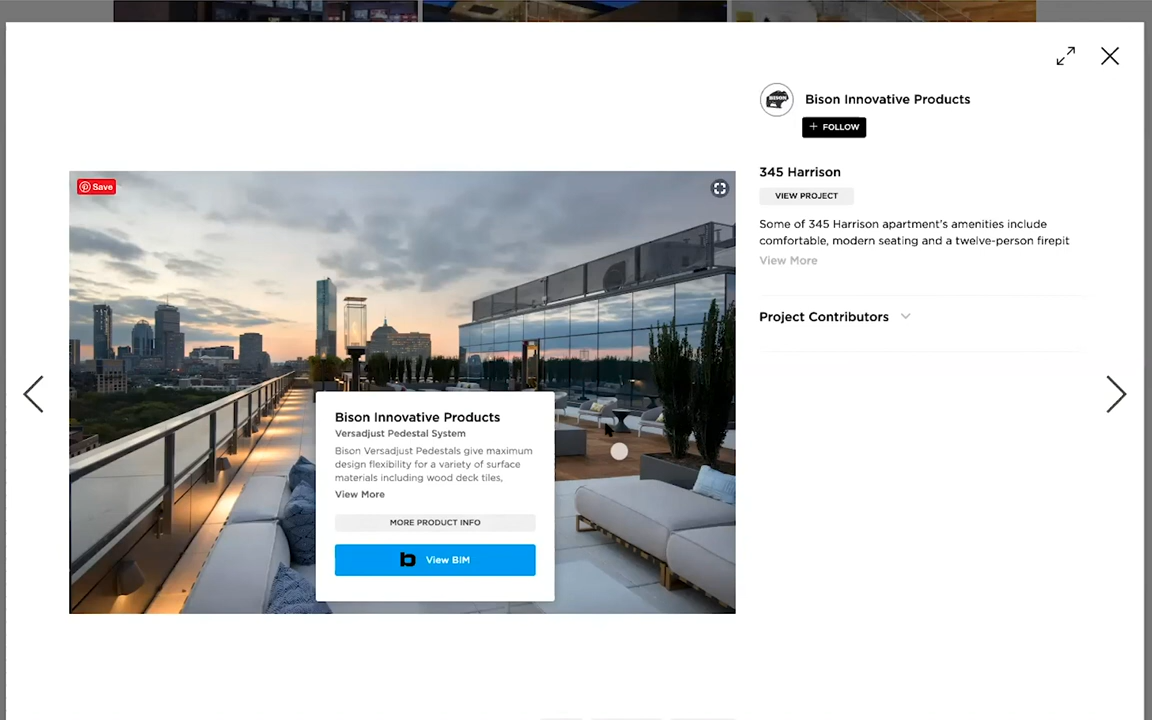 BISON
Bison Innovative Products
+ FOLLOW
Save
345 Harrison
VIEW PROJECT
Some of 345 Harrison apartment's amenities include
comfortable, modern seating and a twelve-person firepit
View More
Project Contributors
Bison Innovative Products
Versadjust Pedestal System
Bison Versadjust Pedestals give maximum
design flexibility for a variety of surface
materials including wood deck tiles,
View More
MORE PRODUCT INFO
b View BIM